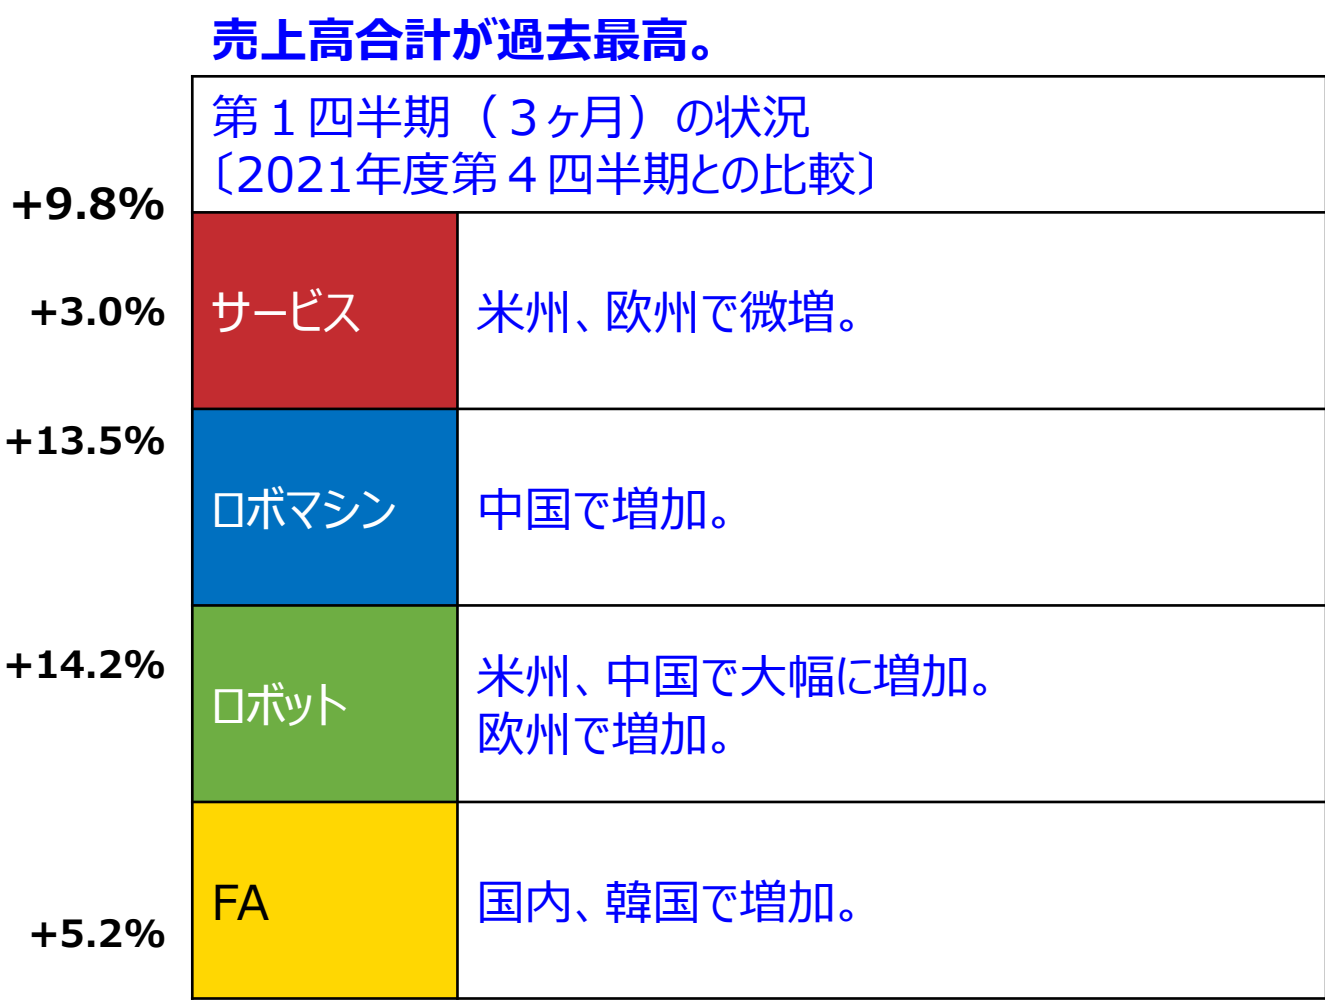 売上高合計が過去最高。
第１四半期（３ヶ月）の状況
〔2021年度第４四半期との比較〕
+9.8%
+3.0%
サービス
米州、欧州で微増。
+13.5%
ロボマシン
中国で増加。
+14.2%
ロボット
米州、中国で大幅に増加。
欧州で増加。
+5.2%
FA
国内、韓国で増加。